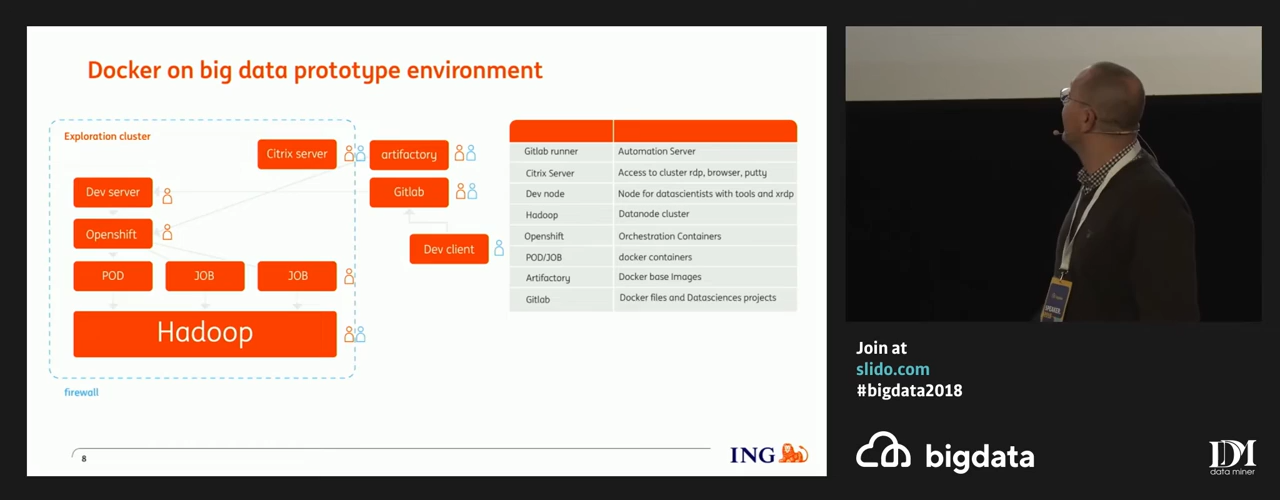 Docker on big data prototype environment
Exploration cluster
Citrix server
artifactory
Dev server
Gitlab
Openshift
Dev client
POD
JOB
JOB
Hadoop
firewall
Gitlab runner Automation Server
Citrix Server Access to cluster rdp, browser, putty
Dev node Node for datascientists with tools and xrdp
Hadoop Datanode cluster
Openshift Orchestration Containers
POD/JOB docker containers
Artifactory Docker base Images
Gitlab Docker files and Datasciences projects
8
ING
SPEAKER
Join at
slido.com
#bigdata2018
bigdata
DM
data miner